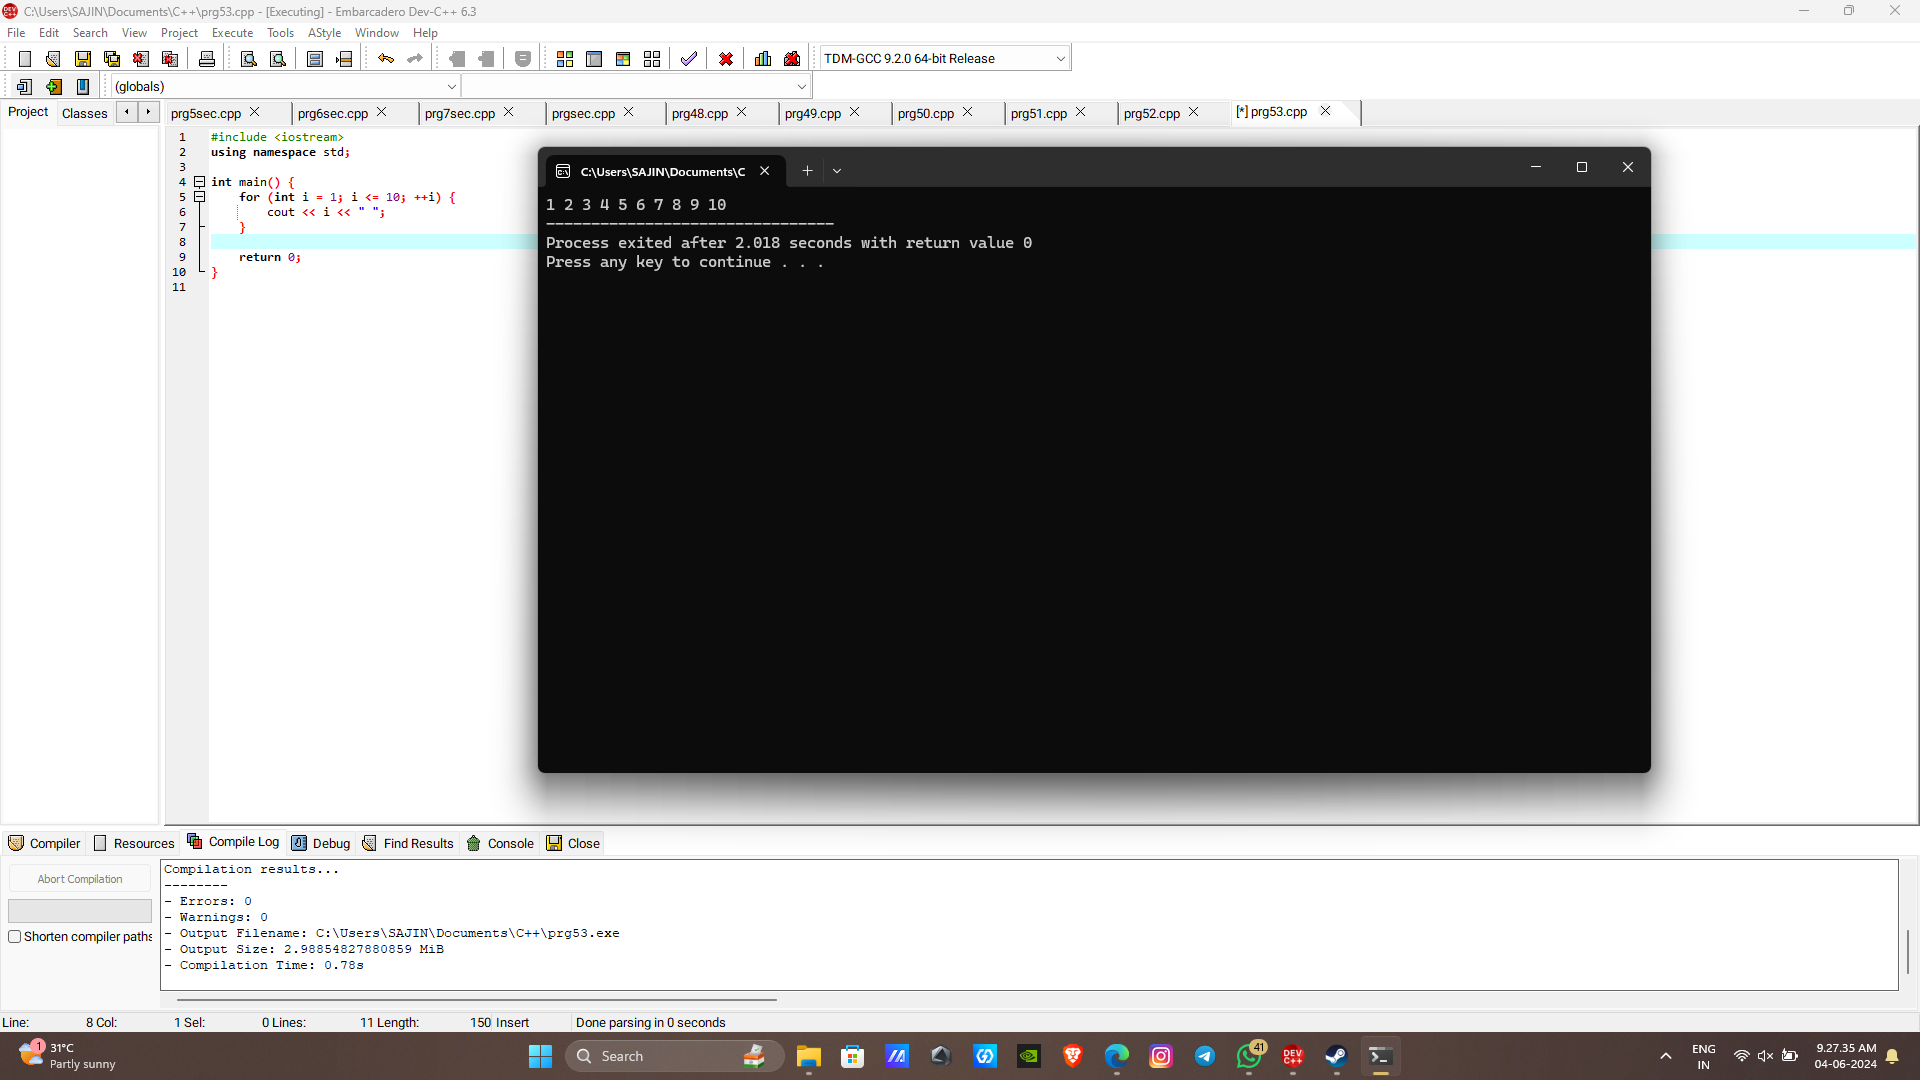 C:\Users\SAJIN\Documents\C++\prg53.cpp - [Executing] - Embarcadero Dev-C++ 6.3
File Edit Search View Project Execute Tools AStyle Window Help
TDM-GCC 9.2.0 64-bit Release
(globals)
Project Classes prg5sec.cpp prg6sec.cpp prg7sec.cpp prgsec.cpp prg48.cpp prg49.cpp prg50.cpp prg51.cpp prg52.cpp [*] prg53.cpp
1 #include <iostream>
2 using namespace std;
3
4 int main() {
5 for (int i = 1; i <= 10; ++i) {
6 cout << i << " ";
7 }
8
9 return 0;
10 }
11
C:\Users\SAJIN\Documents\C
1 2 3 4 5 6 7 8 9 10
--------------------------------
Process exited after 2.018 seconds with return value 0
Press any key to continue . . .
Compiler Resources Compile Log Debug Find Results Console Close
Abort Compilation
Shorten compiler paths
Compilation results...
--------
- Errors: 0
- Warnings: 0
- Output Filename: C:\Users\SAJIN\Documents\C++\prg53.exe
- Output Size: 2.98854827880859 MiB
- Compilation Time: 0.78s
Line: 8 Col: 1 Sel: 0 Lines: 11 Length: 150 Insert Done parsing in 0 seconds
1
31°C
Partly sunny
Search
41
DEV C++
ENG
IN
9.27.35 AM
04-06-2024